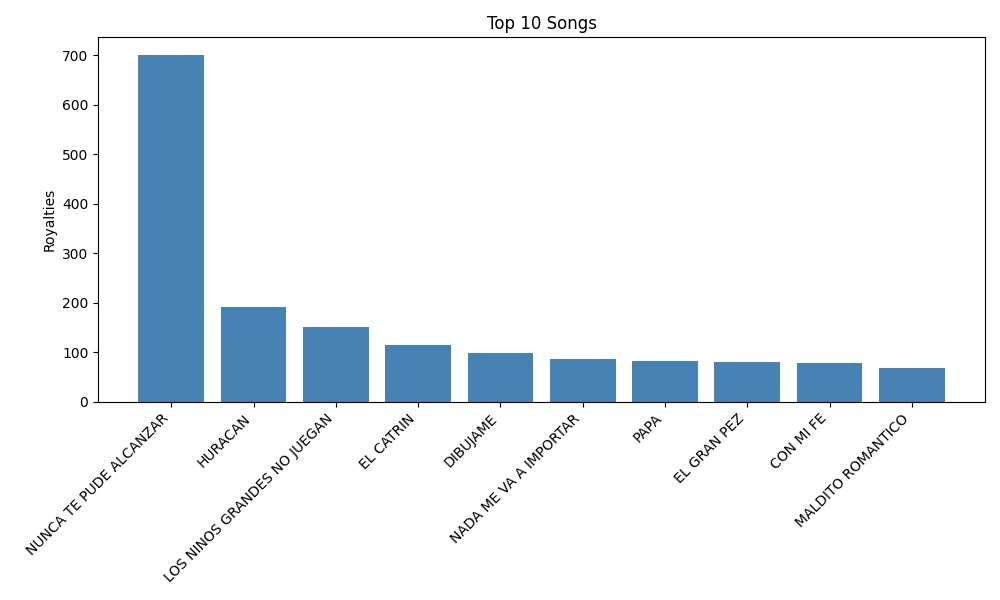 Top 10 Songs
Royalties
700
600
500
400
300
200
100
0
NUNCA TE PUDE ALCANZAR
HURACAN
LOS NINOS GRANDES NO JUEGAN
EL CATRIN
DIBUJAME
NADA ME VA A IMPORTAR
PAPA
EL GRAN PEZ
CON MI FE
MALDITO ROMANTICO